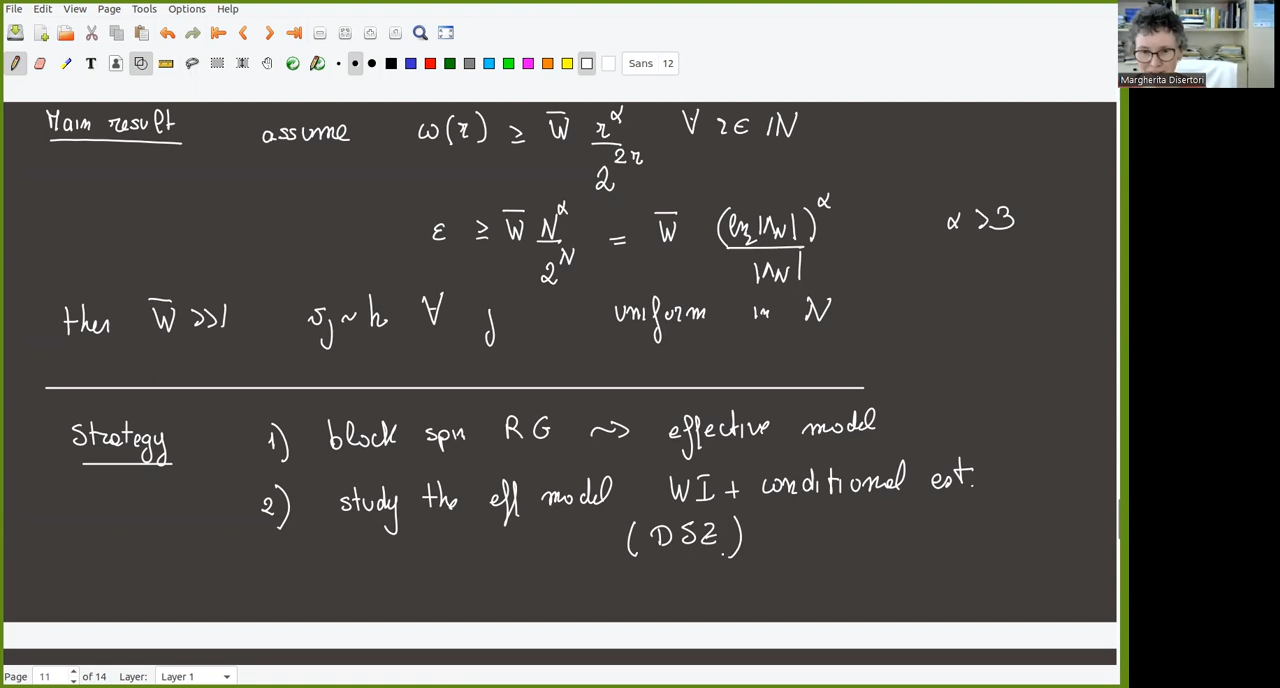 File Edit View Page Tools Options Help
Sans 12
Margherita Disertori
Main result assume ω(r) ≥ W̄ r^α / 2^{2r} ∀ r ∈ ℕ
ε ≥ W̄ N^α / 2^N = W̄ (ln_2 |Λ_N|)^α / |Λ_N| α > 3
then W̄ >> 1 v_j ~ h ∀ j uniform in N
Strategy 1) block spin RG ⇝ effective model
2) study the eff model WI + conditional est.
(DSZ.)
Page 11 of 14 Layer: Layer 1